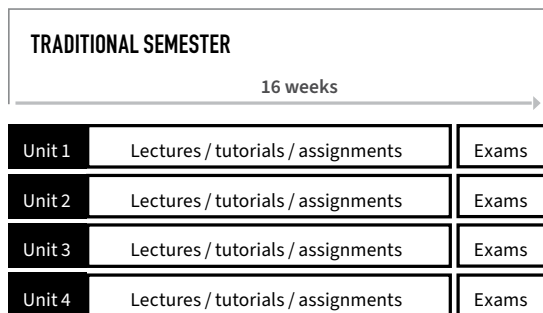 TRADITIONAL SEMESTER
16 weeks
Unit 1 Lectures / tutorials / assignments Exams
Unit 2 Lectures / tutorials / assignments Exams
Unit 3 Lectures / tutorials / assignments Exams
Unit 4 Lectures / tutorials / assignments Exams